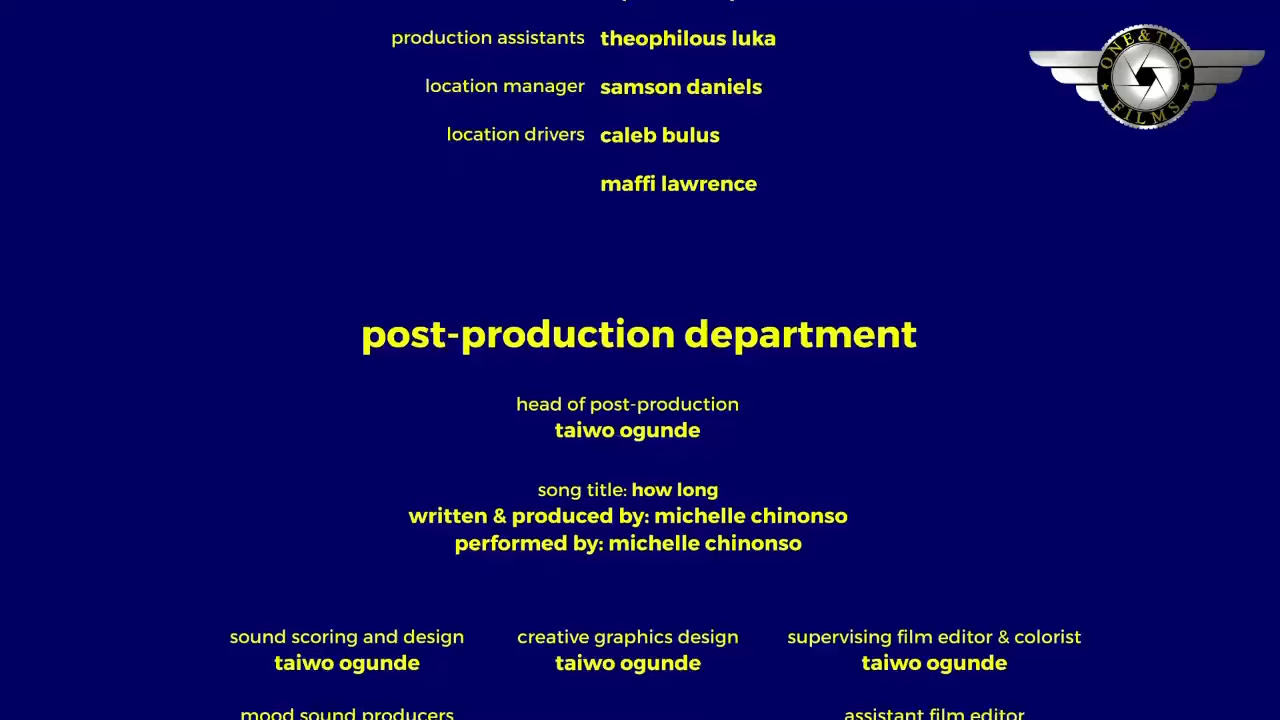 production assistants theophilous luka
ONE & TWO
FILMS
location manager samson daniels
location drivers caleb bulus
maffi lawrence
post-production department
head of post-production
taiwo ogunde
song title: how long
written & produced by: michelle chinonso
performed by: michelle chinonso
sound scoring and design creative graphics design supervising film editor & colorist
taiwo ogunde taiwo ogunde taiwo ogunde
mood sound producers assistant film editor